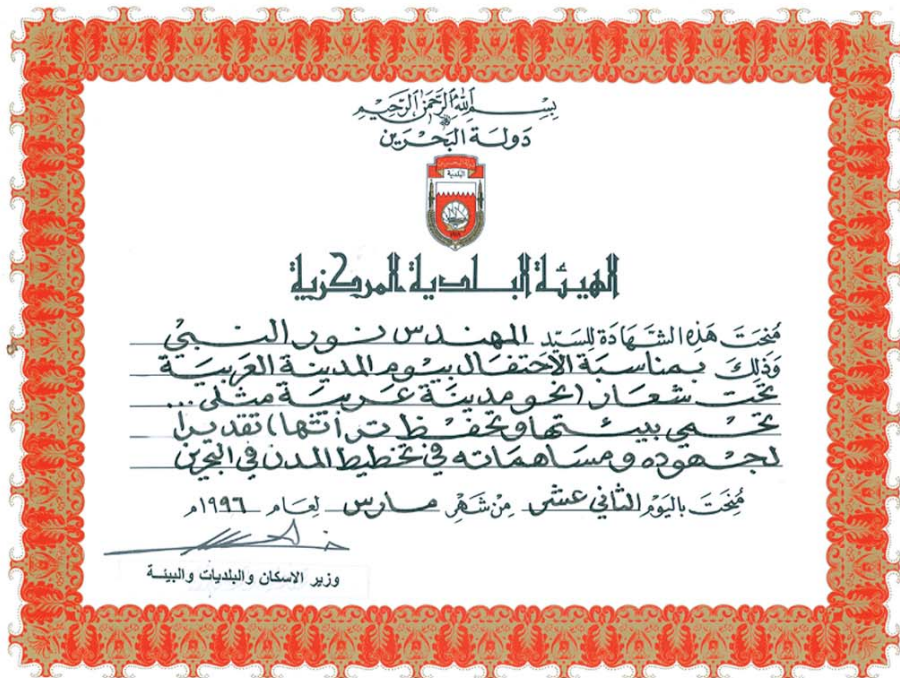 بسم الله الرحمن الرحيم
دولة البحرين
البلدية
الهيئة البلدية المركزية
مُنحت هذه الشهادة للسيد المهندس نور النبي
وذلك بمناسبة الاحتفال بيوم المدينة العربية
تحت شعار (نحو مدينة عربية مثلى...
تحمي بيئتها وتحفظ تراثها) تقديراً
لجهوده ومساهماته في تخطيط المدن في البحرين
مُنحت باليوم الثاني عشر من شهر مارس لعام ١٩٩٦م
وزير الاسكان والبلديات والبيئة